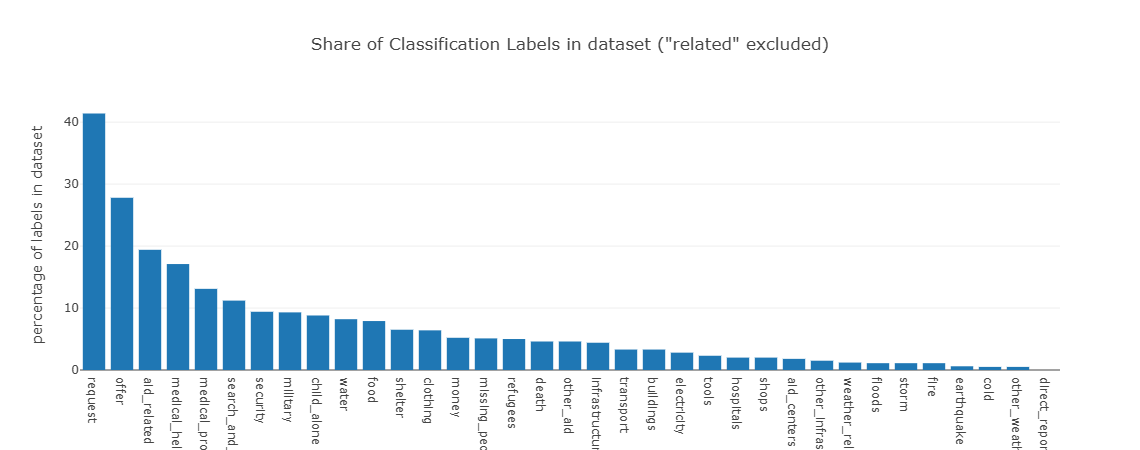 Share of Classification Labels in dataset ("related" excluded)
percentage of labels in dataset
40
30
20
10
0
request
offer
aid_related
medical_hel
medical_pro
search_and_
security
military
child_alone
water
food
shelter
clothing
money
missing_peo
refugees
death
other_aid
infrastructur
transport
buildings
electricity
tools
hospitals
shops
aid_centers
other_infras
weather_rel
floods
storm
fire
earthquake
cold
other_weath
direct_repor